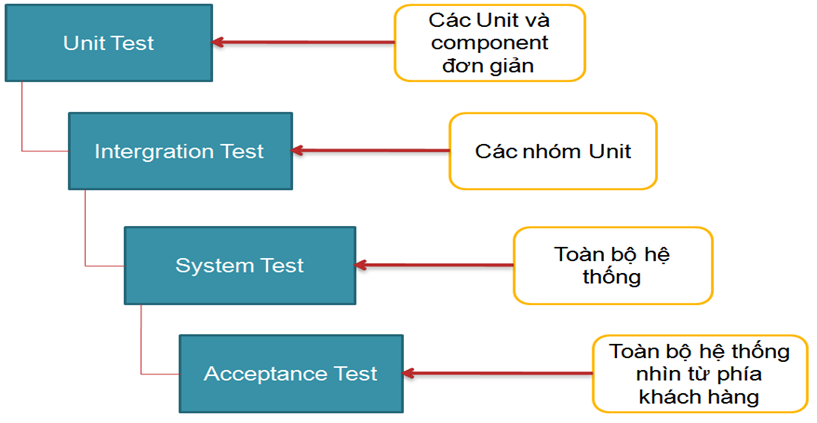 Unit Test
Các Unit và
component
đơn giản
Intergration Test
Các nhóm Unit
System Test
Toàn bộ hệ
thống
Acceptance Test
Toàn bộ hệ thống
nhìn từ phía
khách hàng